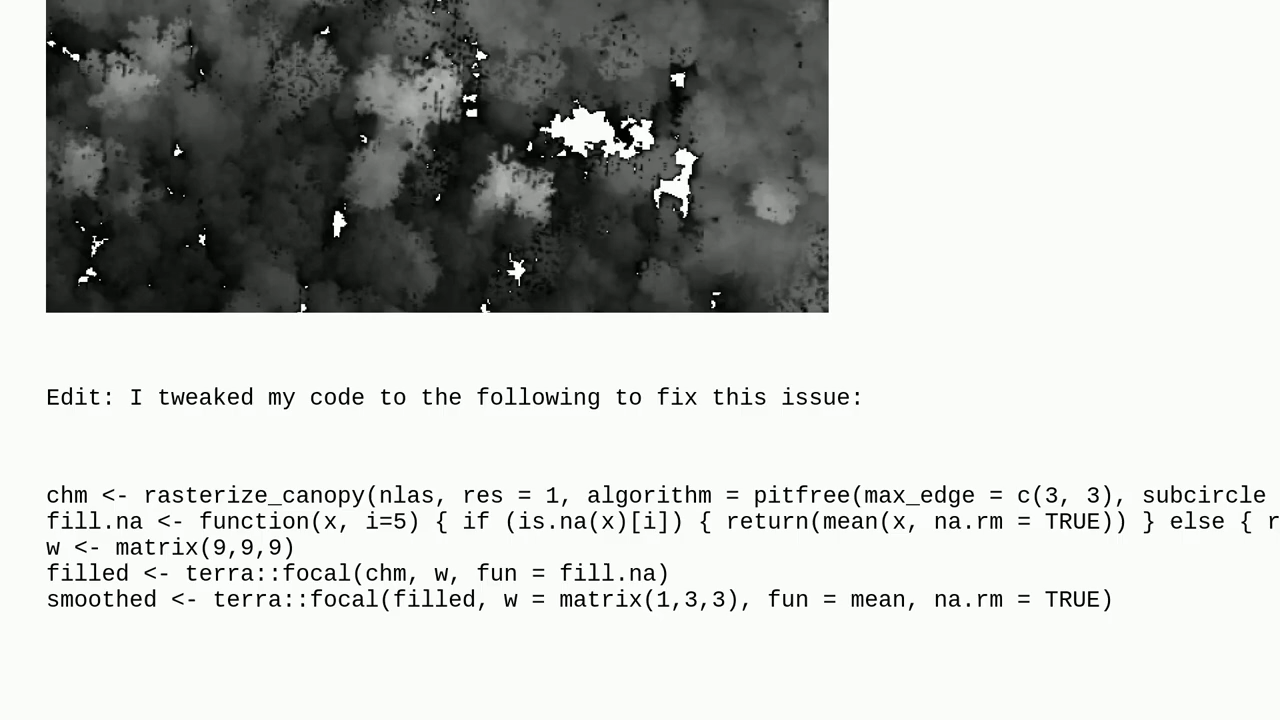 Edit: I tweaked my code to the following to fix this issue:
chm <- rasterize_canopy(nlas, res = 1, algorithm = pitfree(max_edge = c(3, 3), subcircle
fill.na <- function(x, i=5) { if (is.na(x)[i]) { return(mean(x, na.rm = TRUE)) } else { r
w <- matrix(9,9,9)
filled <- terra::focal(chm, w, fun = fill.na)
smoothed <- terra::focal(filled, w = matrix(1,3,3), fun = mean, na.rm = TRUE)